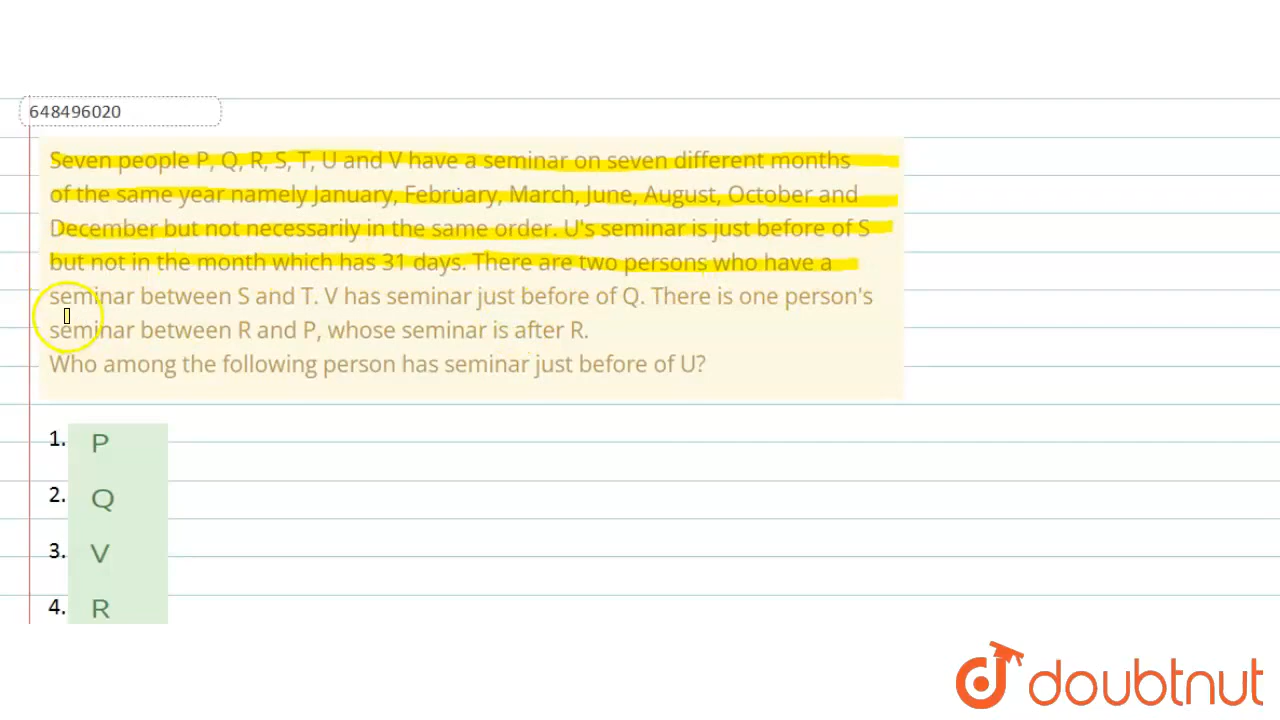 648496020
Seven people P, Q, R, S, T, U and V have a seminar on seven different months
of the same year namely January, February, March, June, August, October and
December but not necessarily in the same order. U's seminar is just before of S
but not in the month which has 31 days. There are two persons who have a
seminar between S and T. V has seminar just before of Q. There is one person's
seminar between R and P, whose seminar is after R.
Who among the following person has seminar just before of U?
1. P
2. Q
3. V
4. R
doubtnut